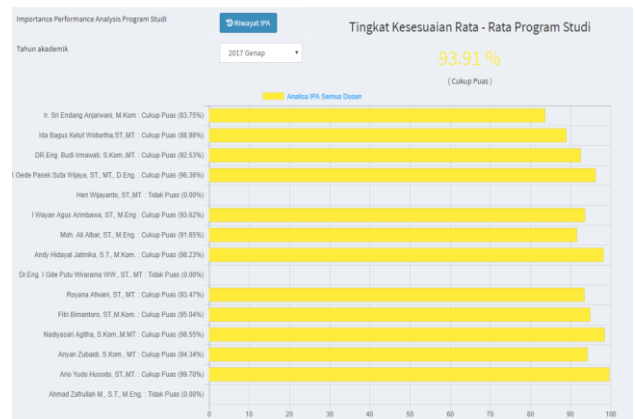 Importance Performance Analysis Program Studi
Riwayat IPA
Tahun akademik
2017 Genap
Tingkat Kesesuaian Rata - Rata Program Studi
93.91 %
( Cukup Puas )
Analisa IPA Semua Dosen
Ir. Sri Endang Anjarwani, M.Kom : Cukup Puas (83.75%)
Ida Bagus Ketut Widiartha,ST.,MT. : Cukup Puas (88.98%)
DR.Eng. Budi Irmawati. S.Kom.,MT. : Cukup Puas (92.53%)
I Gede Pasek Suta Wijaya, ST., MT., D.Eng. : Cukup Puas (96.36%)
Heri Wijayanto, ST.,MT. : Tidak Puas (0.00%)
I Wayan Agus Arimbawa, ST., M.Eng : Cukup Puas (93.62%)
Moh. Ali Albar, ST., M.Eng. : Cukup Puas (91.65%)
Andy Hidayat Jatmika, S.T., M.Kom : Cukup Puas (98.23%)
Dr.Eng. I Gde Putu Wirarama WW., ST., MT : Tidak Puas (0.00%)
Royana Afwani, ST., MT. : Cukup Puas (93.47%)
Fitri Bimantoro, ST.,M.Kom. : Cukup Puas (95.04%)
Nadiyasari Agitha, S.Kom.,M.MT : Cukup Puas (98.55%)
Ariyan Zubaidi, S.Kom., MT : Cukup Puas (94.34%)
Ario Yudo Husodo, ST.,MT. : Cukup Puas (99.70%)
Ahmad Zafrullah M., S.T., M.Eng. : Tidak Puas (0.00%)
0 10 20 30 40 50 60 70 80 90 100